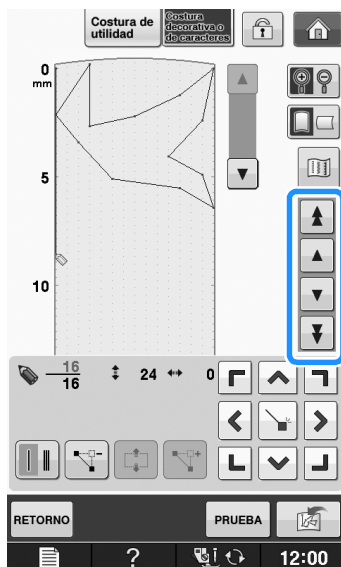 Costura de
utilidad
Costura
decorativa o
de caracteres
0
mm
5
10
16
16
24
0
RETORNO
PRUEBA
?
12:00